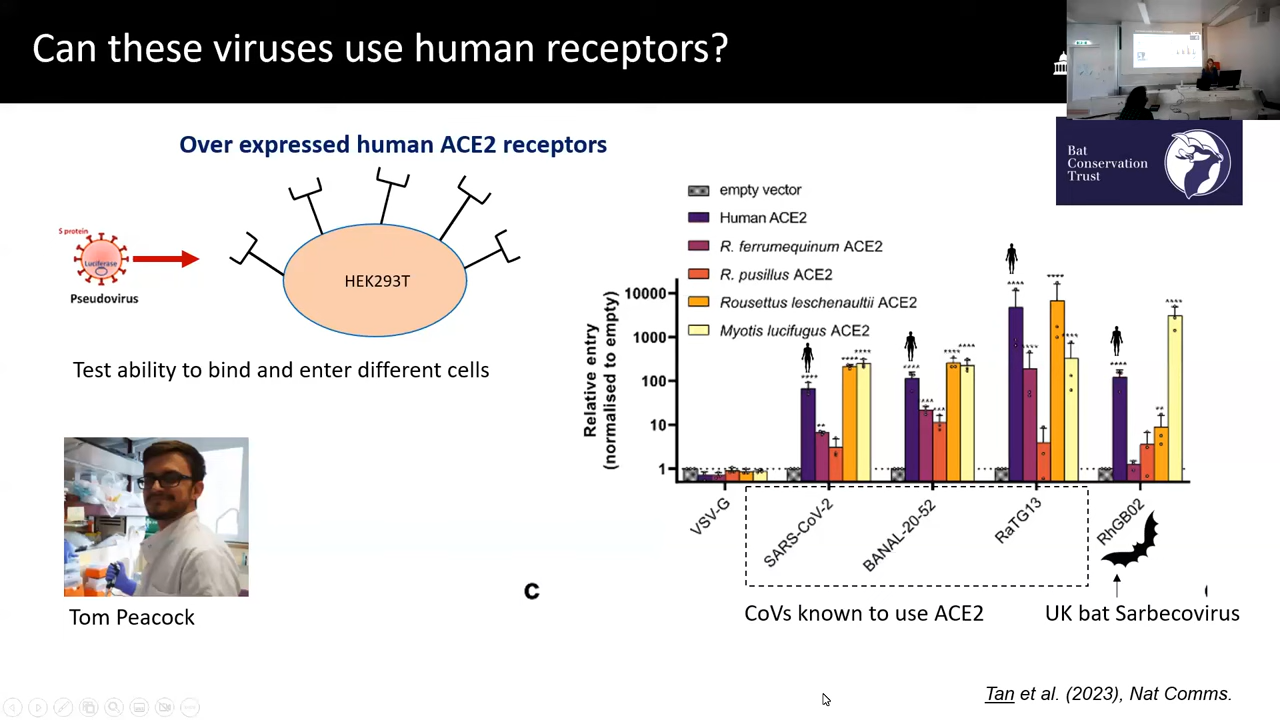 Can these viruses use human receptors?
Bat
Conservation
Trust
Over expressed human ACE2 receptors
S protein
Luciferase
Pseudovirus
HEK293T
Test ability to bind and enter different cells
Tom Peacock
C
empty vector
Human ACE2
R. ferrumequinum ACE2
R. pusillus ACE2
Rousettus leschenaultii ACE2
Myotis lucifugus ACE2
Relative entry
(normalised to empty)
10000
1000
100
10
1
VSV-G
SARS-CoV-2
BANAL-20-52
RaTG13
RhGB02
CoVs known to use ACE2
UK bat Sarbecovirus
Tan et al. (2023), Nat Comms.